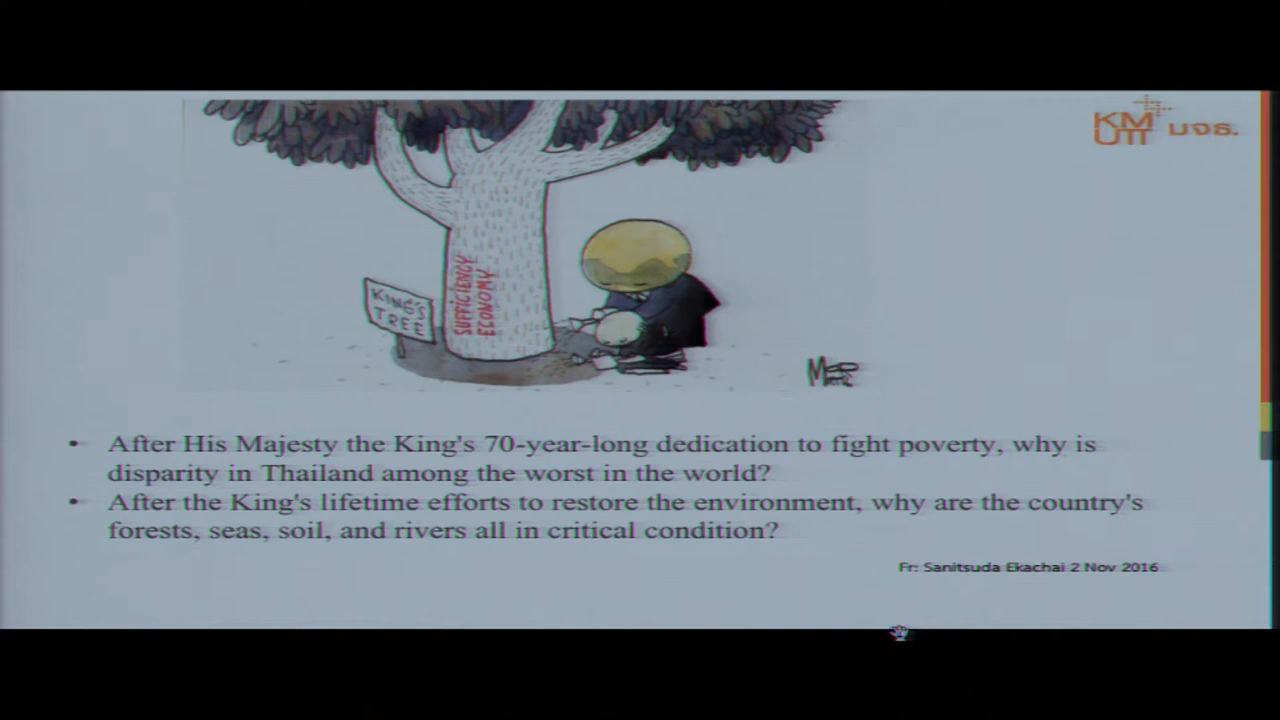 KM
UTT มจธ.
KING'S
TREE
SUFFICIENCY
ECONOMY
• After His Majesty the King's 70-year-long dedication to fight poverty, why is
disparity in Thailand among the worst in the world?
• After the King's lifetime efforts to restore the environment, why are the country's
forests, seas, soil, and rivers all in critical condition?
Fr: Sanitsuda Ekachai 2 Nov 2016